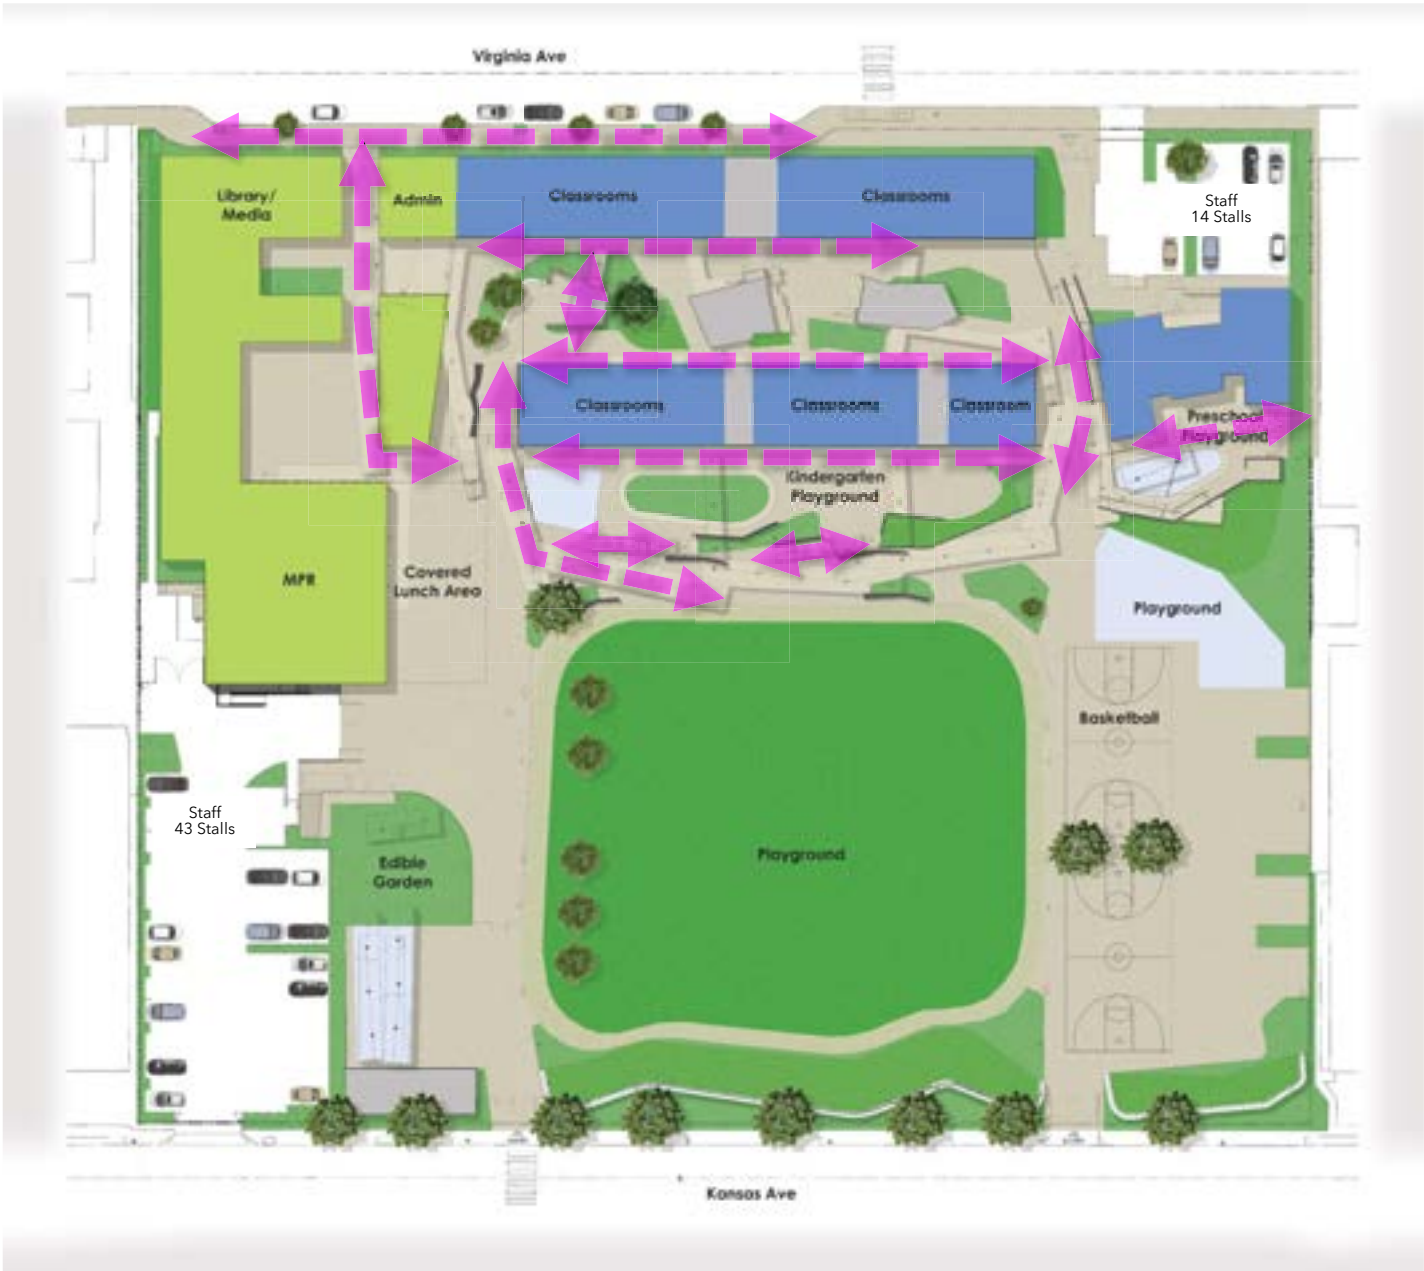 Virginia Ave
Library/
Media
Admin
Classrooms
Classrooms
Staff
14 Stalls
Classrooms
Classrooms
Classroom
Preschool
Playground
Kindergarten
Playground
MPR
Covered
Lunch Area
Playground
Basketball
Staff
43 Stalls
Edible
Garden
Playground
Kansas Ave